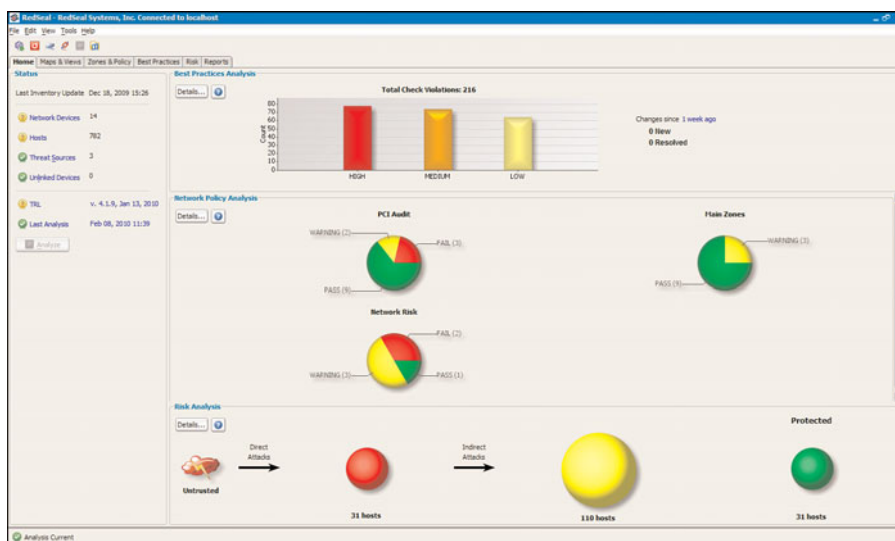 RedSeal - RedSeal Systems, Inc. Connected to localhost
File Edit View Tools Help
Home Maps & Views Zones & Policy Best Practices Risk Reports
Status
Last Inventory Update Dec 18, 2009 15:26
Network Devices 14
Hosts 782
Threat Sources 3
Unlinked Devices 0
TRL v. 4.1.9, Jan 13, 2010
Last Analysis Feb 08, 2010 11:39
Analyze
Best Practices Analysis
Details... ?
Total Check Violations: 216
Count
80
70
60
50
40
30
20
10
0
HIGH MEDIUM LOW
Changes since 1 week ago
0 New
0 Resolved
Network Policy Analysis
Details... ?
PCI Audit
WARNING (2)
FAIL (3)
PASS (9)
Main Zones
WARNING (3)
PASS (9)
Network Risk
FAIL (2)
WARNING (3)
PASS (1)
Risk Analysis
Details... ?
Untrusted
Direct
Attacks
31 hosts
Indirect
Attacks
110 hosts
Protected
31 hosts
Analysis Current